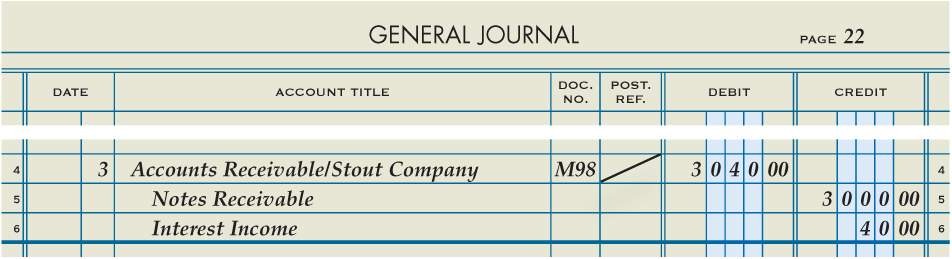 GENERAL JOURNAL PAGE 22
DATE ACCOUNT TITLE DOC. NO. POST. REF. DEBIT CREDIT
4 3 Accounts Receivable/Stout Company M98 3 0 4 0 00 4
5 Notes Receivable 3 0 0 0 00 5
6 Interest Income 4 0 00 6